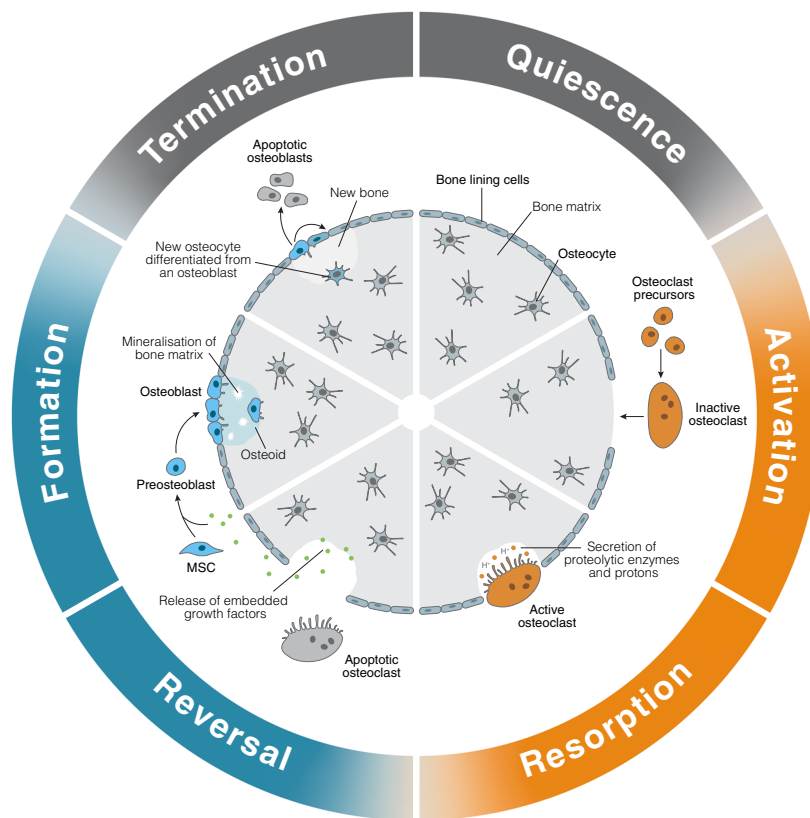 Termination
Quiescence
Activation
Resorption
Reversal
Formation
Apoptotic
osteoblasts
New bone
New osteocyte
differentiated from
an osteoblast
Bone lining cells
Bone matrix
Osteocyte
Osteoclast
precursors
Inactive
osteoclast
Mineralisation of
bone matrix
Osteoblast
Osteoid
Preosteoblast
MSC
Release of embedded
growth factors
Apoptotic
osteoclast
H+
H+
Secretion of
proteolytic enzymes
and protons
Active
osteoclast